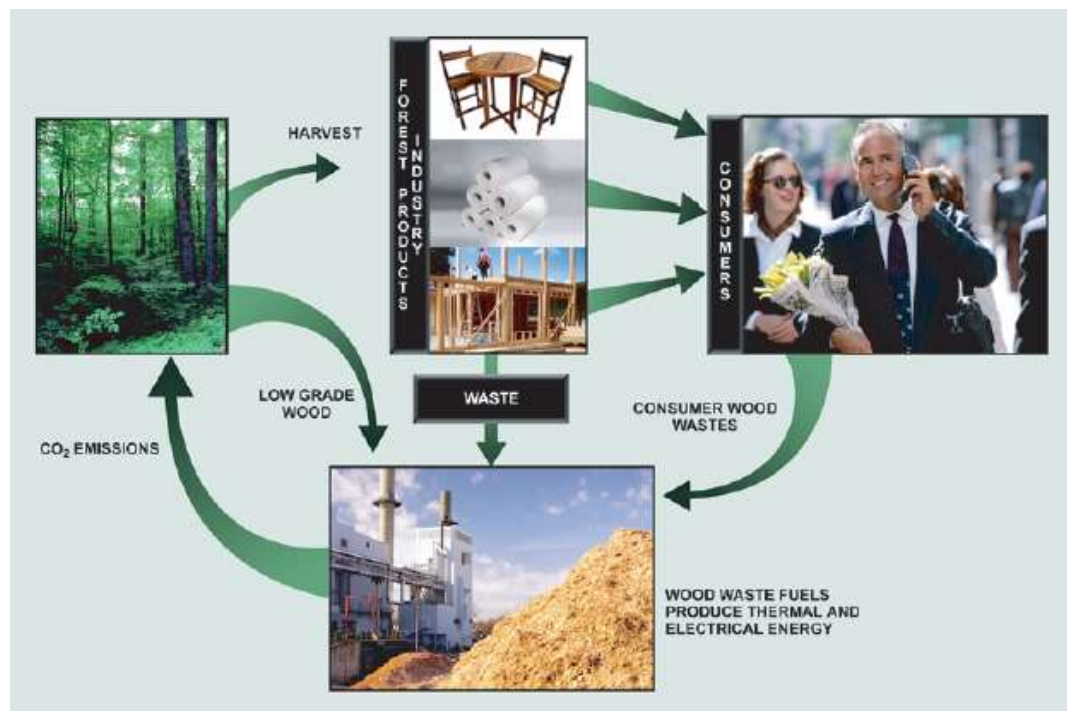 HARVEST
FOREST PRODUCTS
INDUSTRY
CONSUMERS
LOW GRADE
WOOD
WASTE
CONSUMER WOOD
WASTES
CO₂ EMISSIONS
WOOD WASTE FUELS
PRODUCE THERMAL AND
ELECTRICAL ENERGY